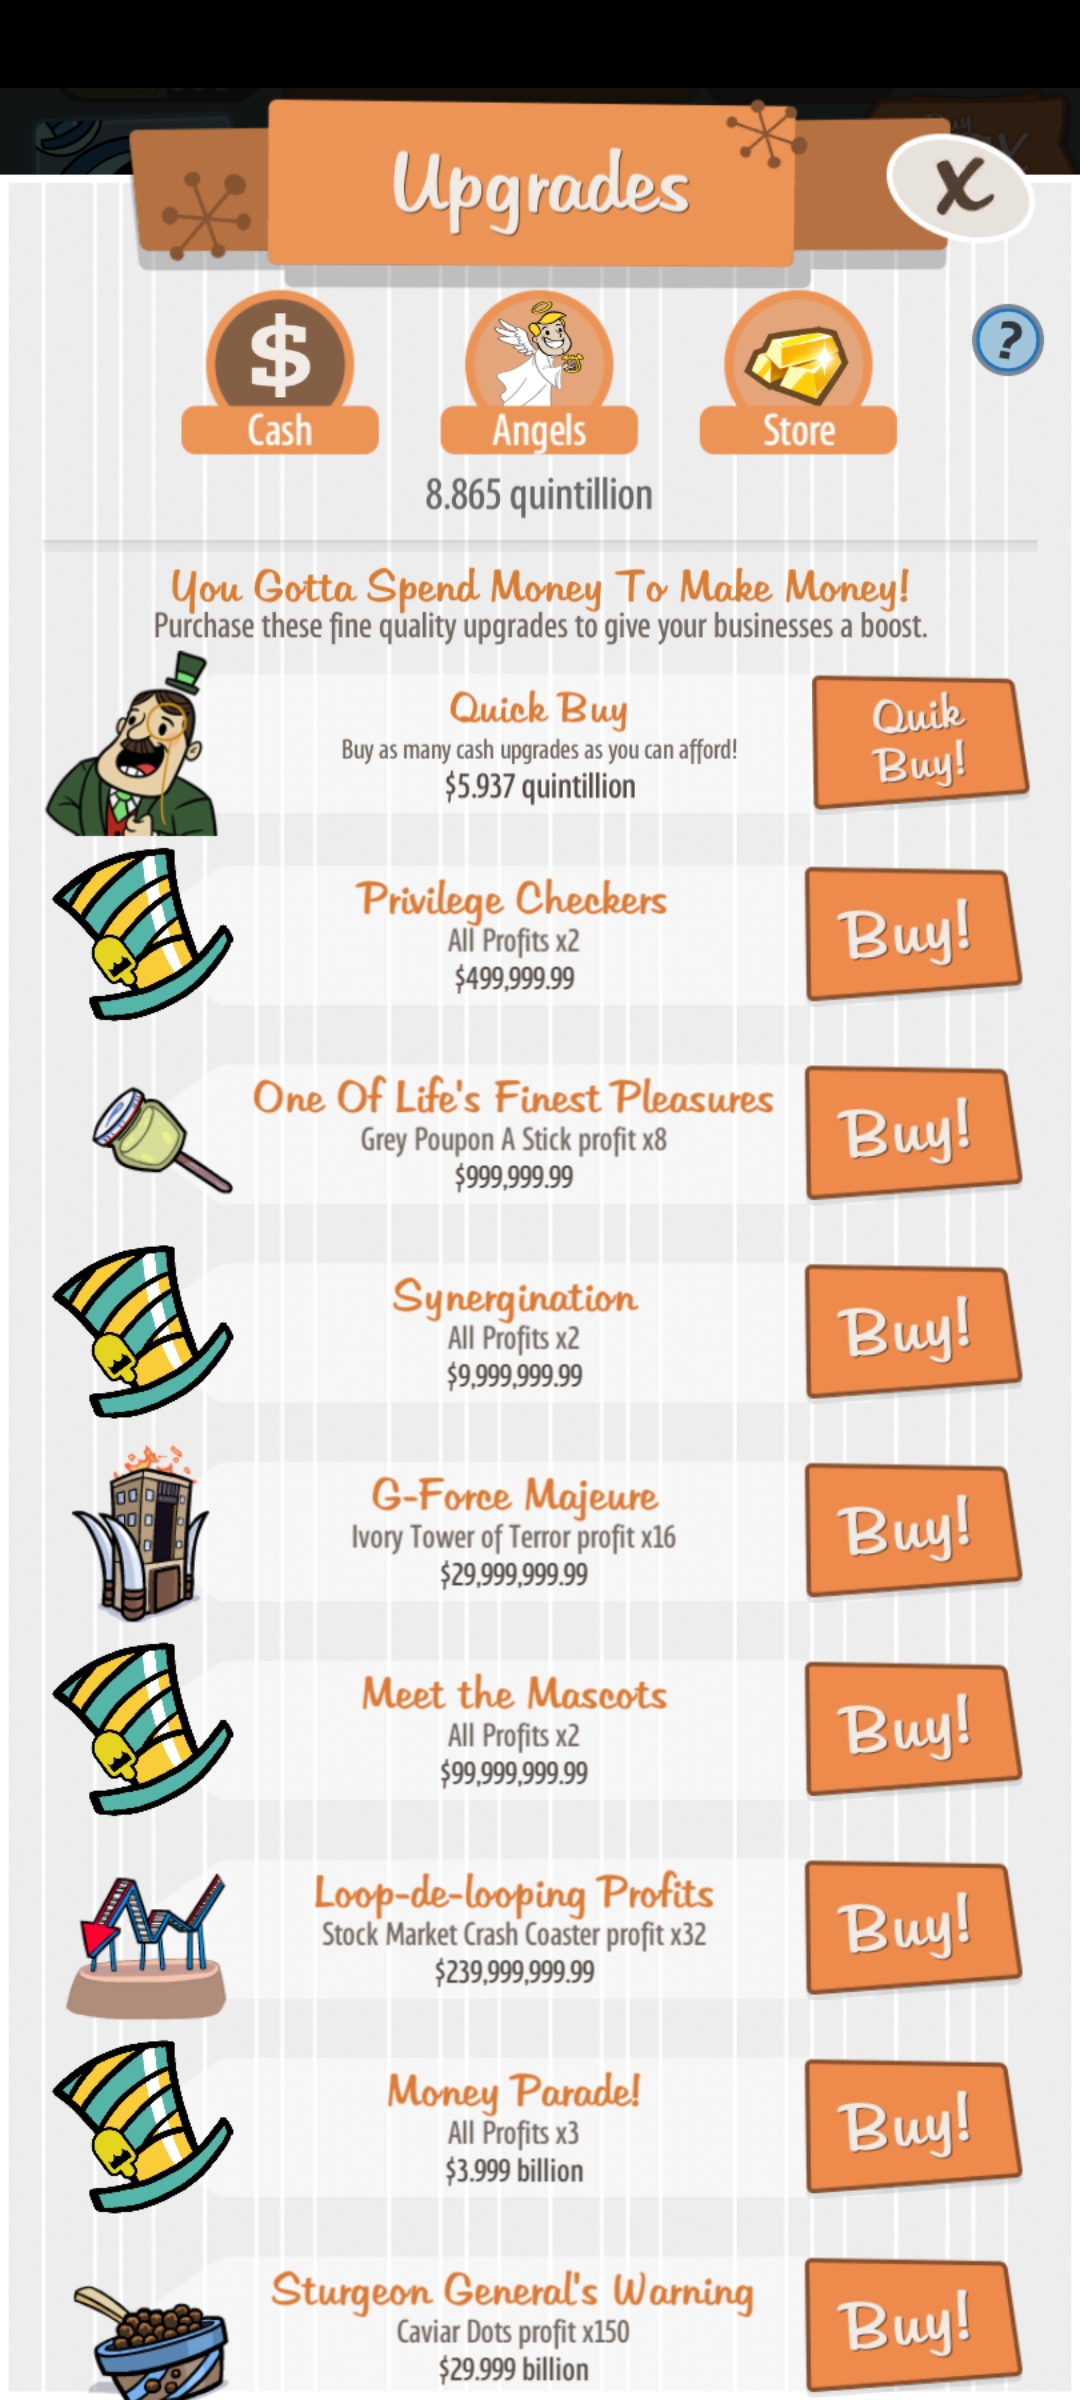 Upgrades
X
$
?
Cash
Angels
Store
8.865 quintillion
You Gotta Spend Money To Make Money!
Purchase these fine quality upgrades to give your businesses a boost.
Quick Buy
Buy as many cash upgrades as you can afford!
$5.937 quintillion
Quik
Buy!
Privilege Checkers
All Profits x2
$499,999.99
Buy!
One Of Life's Finest Pleasures
Grey Poupon A Stick profit x8
$999,999.99
Buy!
Synergination
All Profits x2
$9,999,999.99
Buy!
G-Force Majeure
Ivory Tower of Terror profit x16
$29,999,999.99
Buy!
Meet the Mascots
All Profits x2
$99,999,999.99
Buy!
Loop-de-looping Profits
Stock Market Crash Coaster profit x32
$239,999,999.99
Buy!
Money Parade!
All Profits x3
$3.999 billion
Buy!
Sturgeon General's Warning
Caviar Dots profit x150
$29.999 billion
Buy!